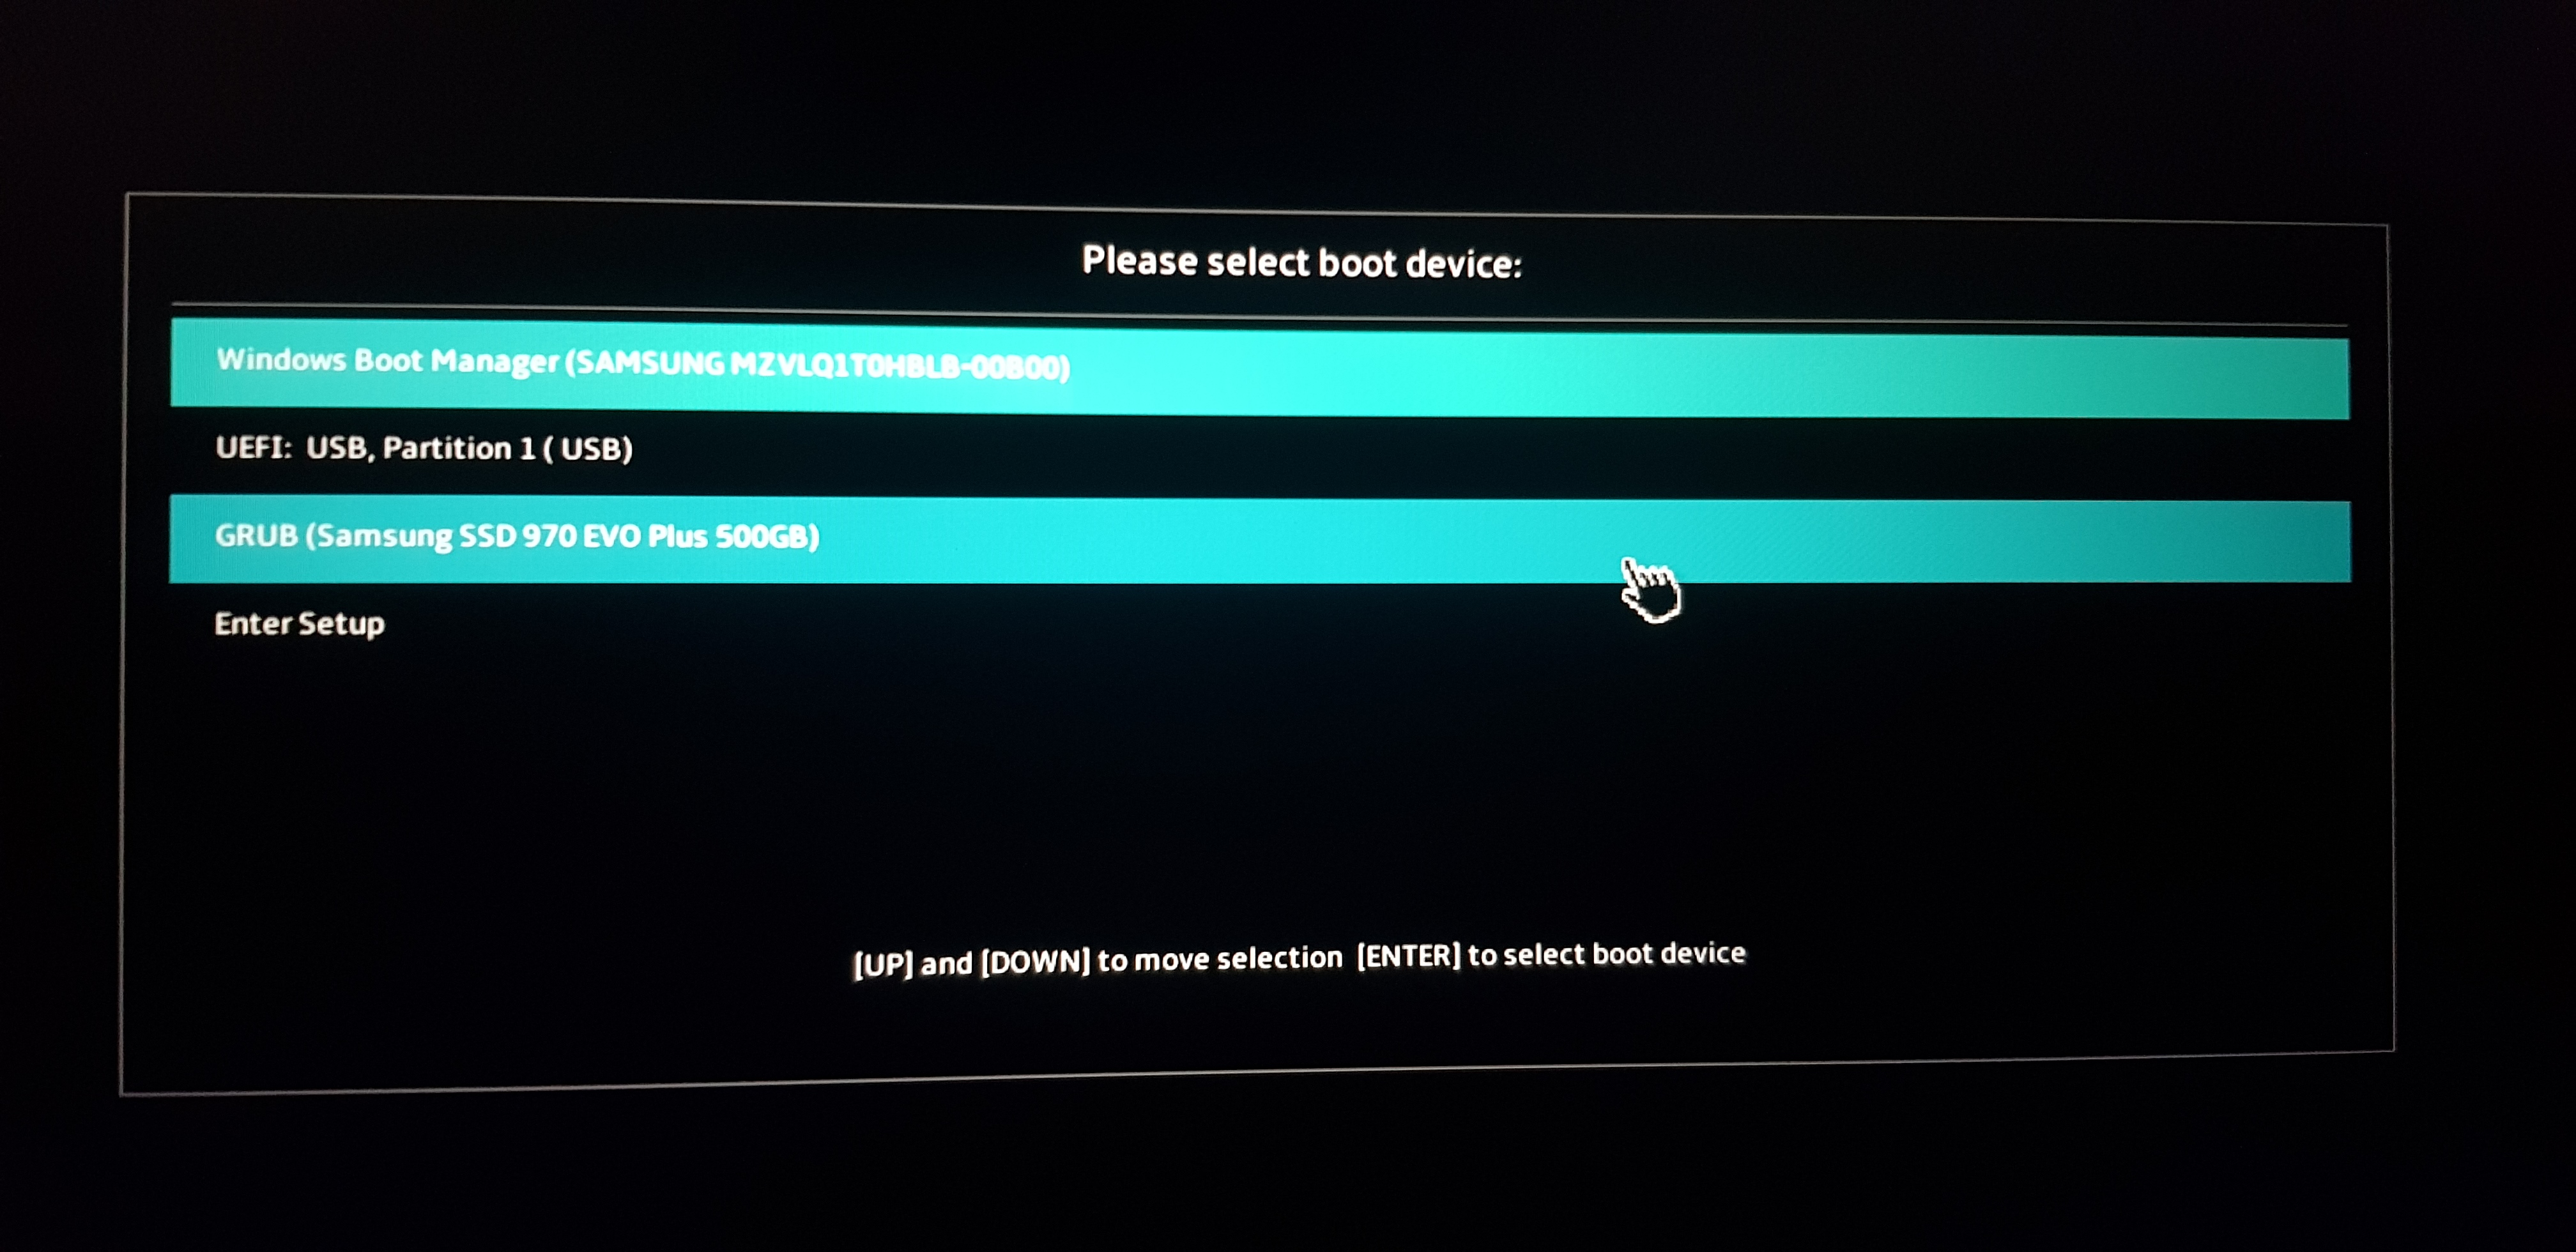 Please select boot device:
Windows Boot Manager (SAMSUNG MZVLQ1T0HBLB-00B00)
UEFI:  USB, Partition 1 ( USB)
GRUB (Samsung SSD 970 EVO Plus 500GB)
Enter Setup
[UP] and [DOWN] to move selection  [ENTER] to select boot device